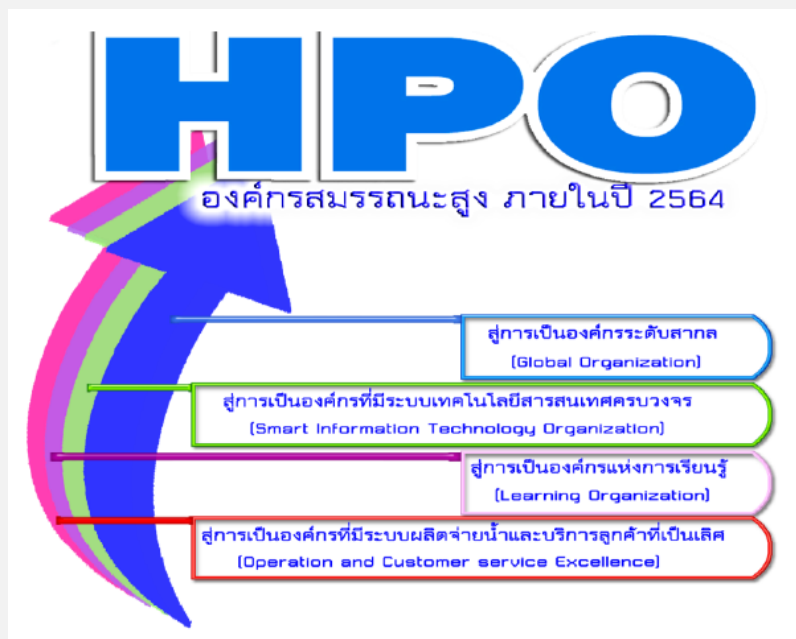 HPO
องค์กรสมรรถนะสูง ภายในปี 2564
สู่การเป็นองค์กรระดับสากล
(Global Organization)
สู่การเป็นองค์กรที่มีระบบเทคโนโลยีสารสนเทศครบวงจร
(Smart Information Technology Organization)
สู่การเป็นองค์กรแห่งการเรียนรู้
(Learning Organization)
สู่การเป็นองค์กรที่มีระบบผลิตจ่ายน้ำและบริการลูกค้าที่เป็นเลิศ
(Operation and Customer service Excellence)